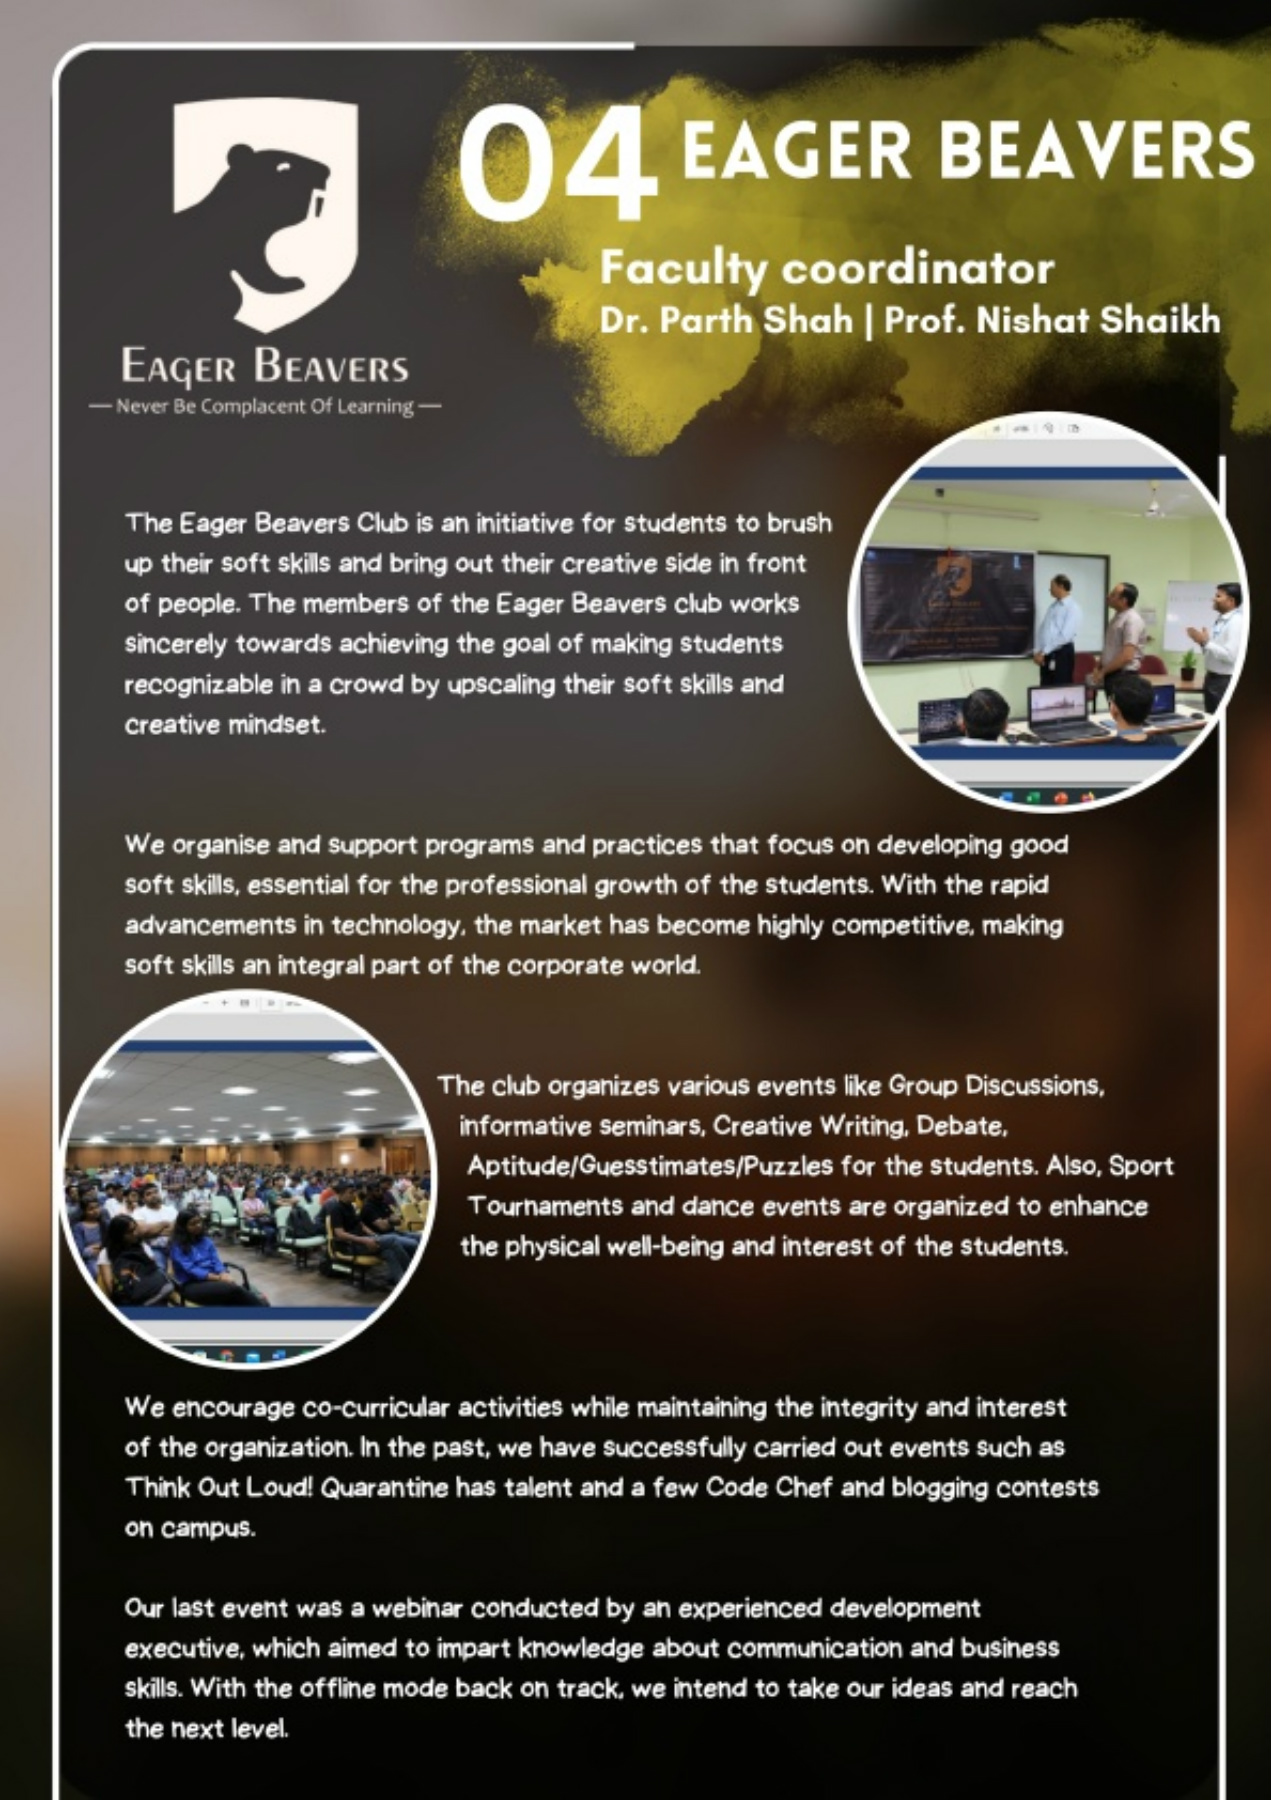 04 EAGER BEAVERS
Faculty coordinator
Dr. Parth Shah | Prof. Nishat Shaikh
EAGER BEAVERS
— Never Be Complacent Of Learning —
The Eager Beavers Club is an initiative for students to brush
up their soft skills and bring out their creative side in front
of people. The members of the Eager Beavers club works
sincerely towards achieving the goal of making students
recognizable in a crowd by upscaling their soft skills and
creative mindset.
We organise and support programs and practices that focus on developing good
soft skills, essential for the professional growth of the students. With the rapid
advancements in technology, the market has become highly competitive, making
soft skills an integral part of the corporate world.
The club organizes various events like Group Discussions,
informative seminars, Creative Writing, Debate,
Aptitude/Guesstimates/Puzzles for the students. Also, Sport
Tournaments and dance events are organized to enhance
the physical well-being and interest of the students.
We encourage co-curricular activities while maintaining the integrity and interest
of the organization. In the past, we have successfully carried out events such as
Think Out Loud! Quarantine has talent and a few Code Chef and blogging contests
on campus.
Our last event was a webinar conducted by an experienced development
executive, which aimed to impart knowledge about communication and business
skills. With the offline mode back on track, we intend to take our ideas and reach
the next level.